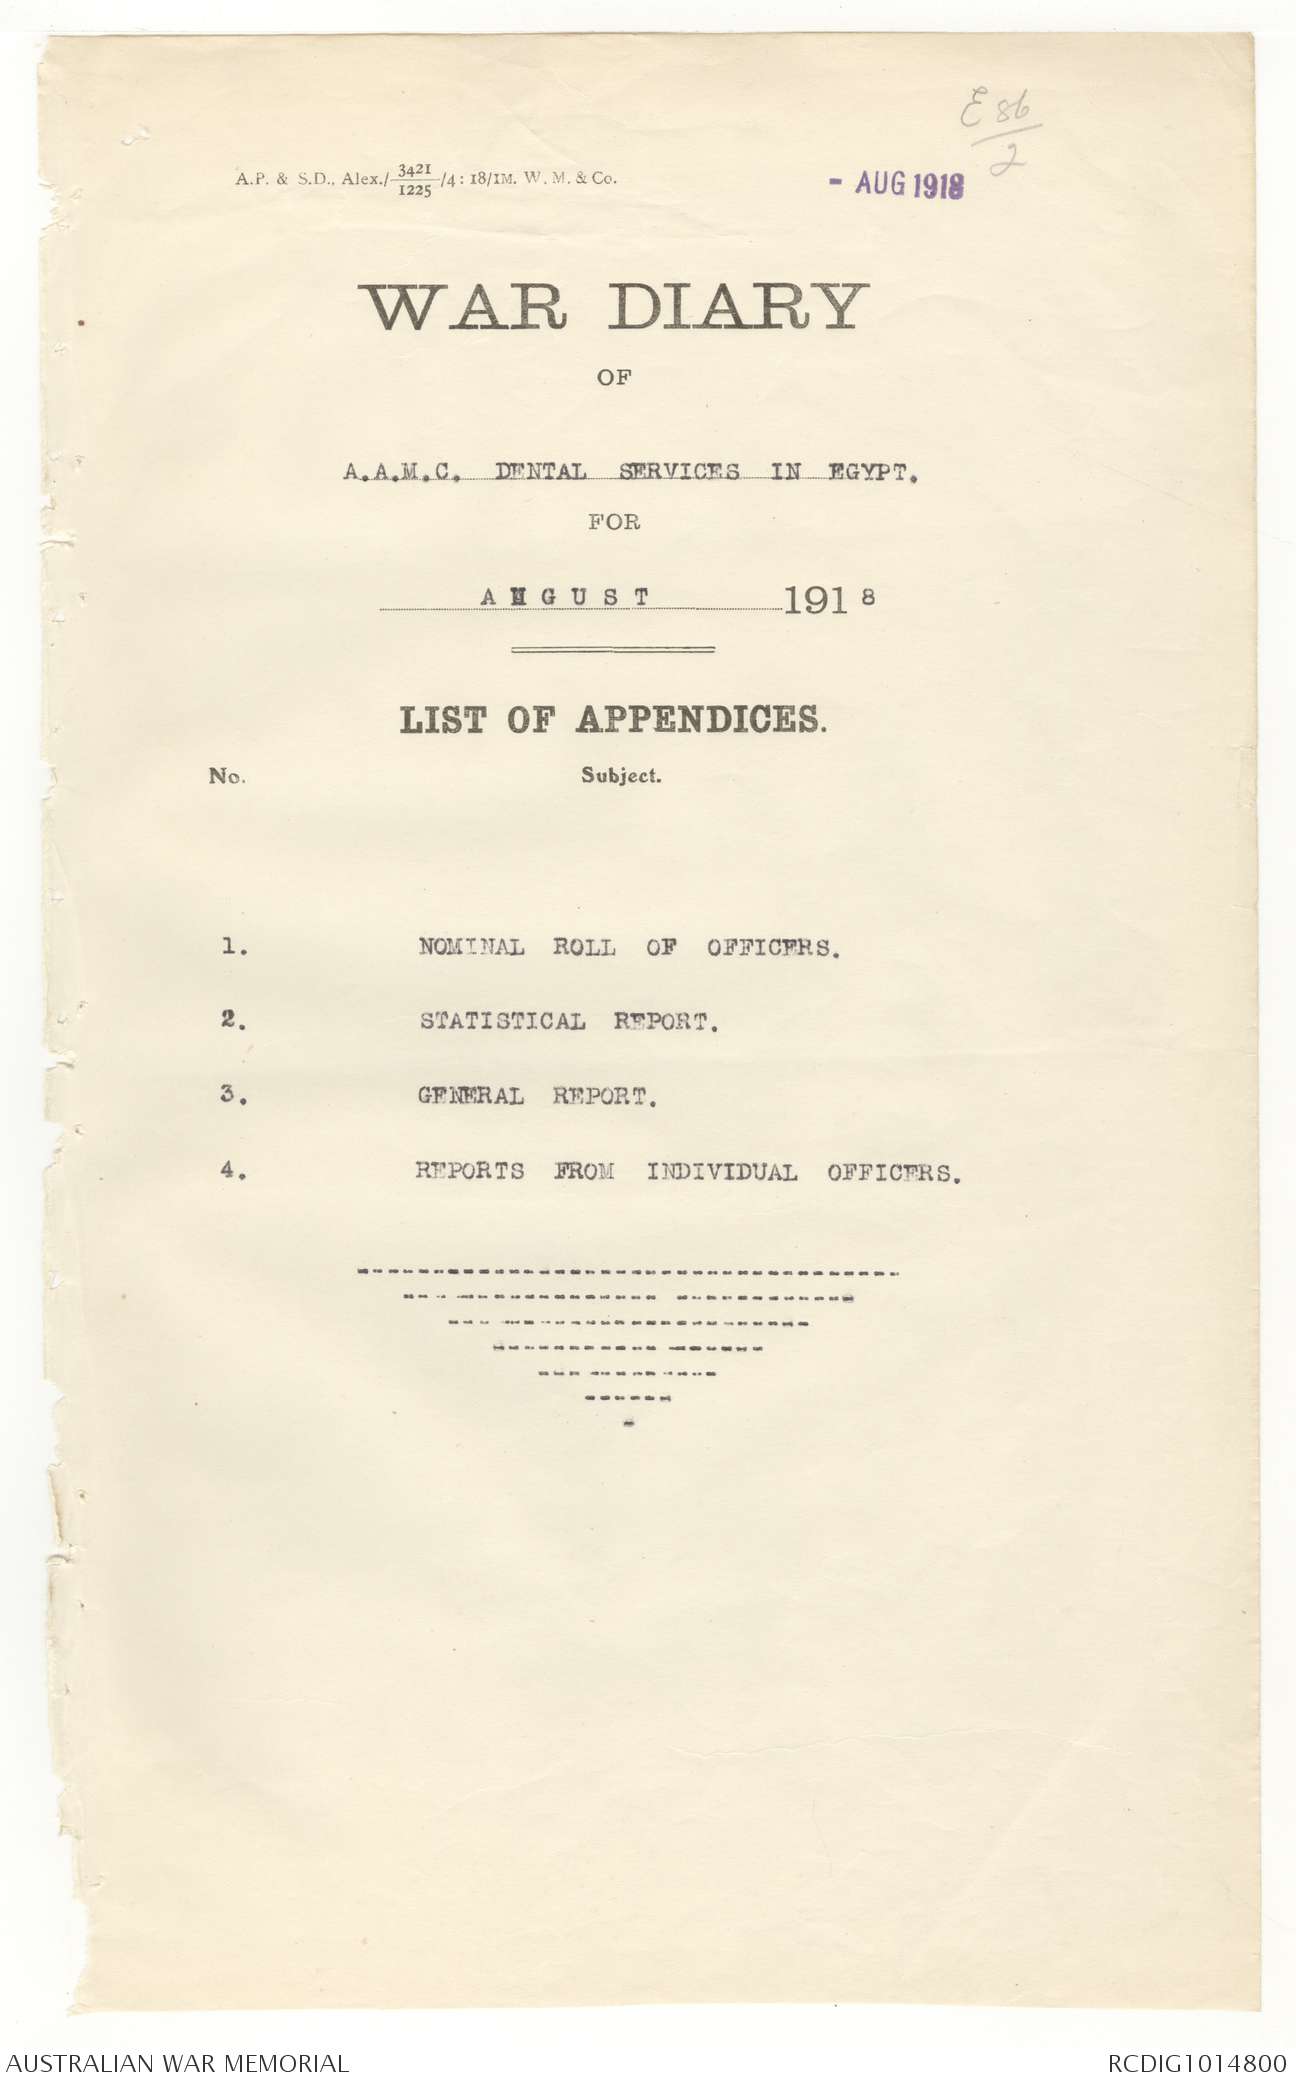 E 86/2
A.P. & S.D., Alex./3421/1225/4: 18/1M. W. M. & Co.
- AUG 1918
WAR DIARY
OF
A.A.M.C. DENTAL SERVICES IN EGYPT.
FOR
AUGUST 1918
LIST OF APPENDICES.
No. Subject.
1. NOMINAL ROLL OF OFFICERS.
2. STATISTICAL REPORT.
3. GENERAL REPORT.
4. REPORTS FROM INDIVIDUAL OFFICERS.
AUSTRALIAN WAR MEMORIAL RCDIG1014800